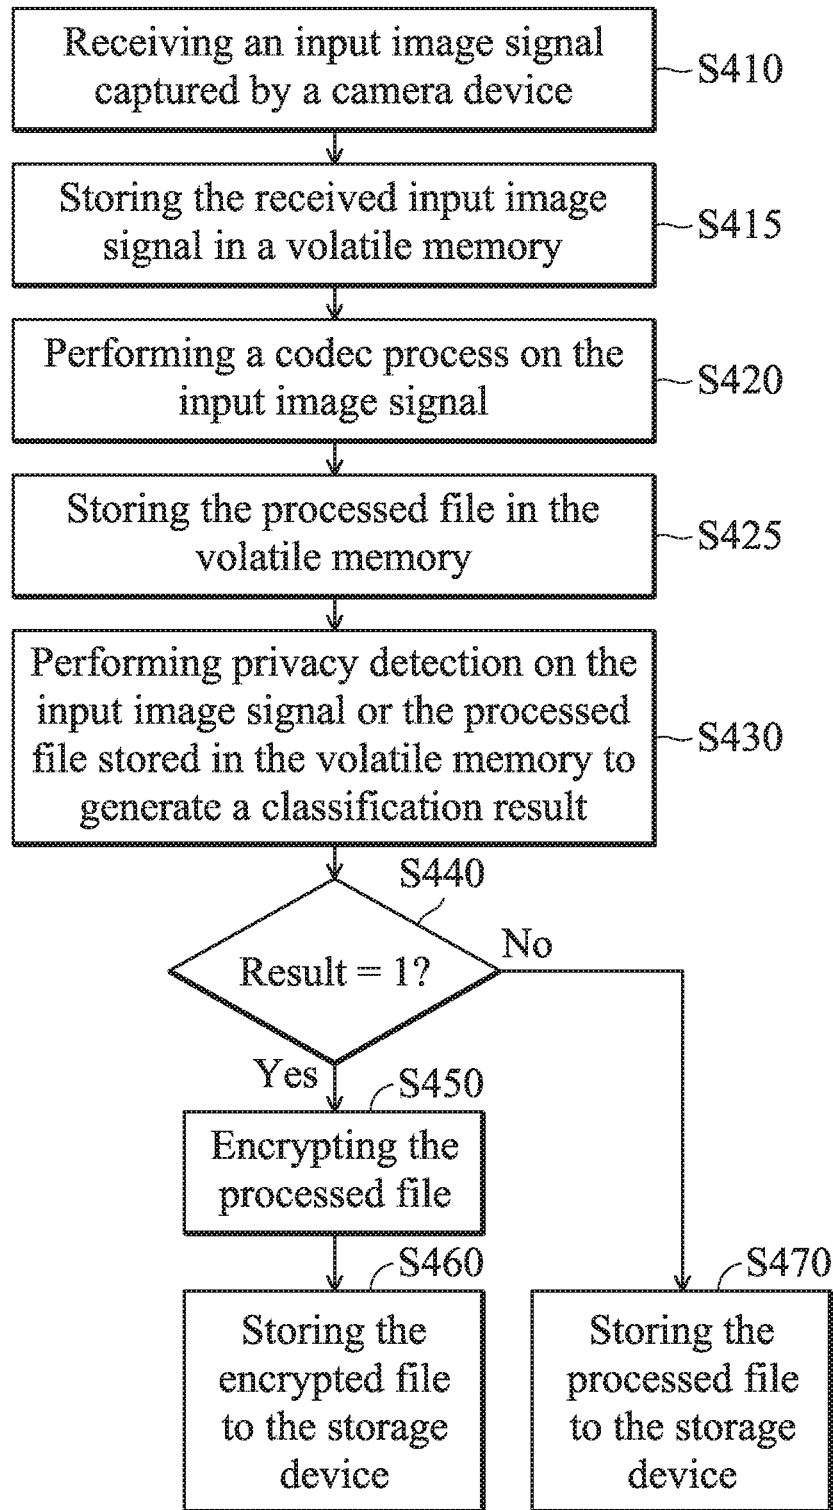 Receiving an input image signal
captured by a camera device
S410
Storing the received input image
signal in a volatile memory
S415
Performing a codec process on the
input image signal
S420
Storing the processed file in the
volatile memory
S425
Performing privacy detection on the
input image signal or the processed
file stored in the volatile memory to
generate a classification result
S430
S440
Result = 1?
No
Yes
S450
Encrypting the
processed file
S460
Storing the
encrypted file
to the storage
device
S470
Storing the
processed file
to the storage
device